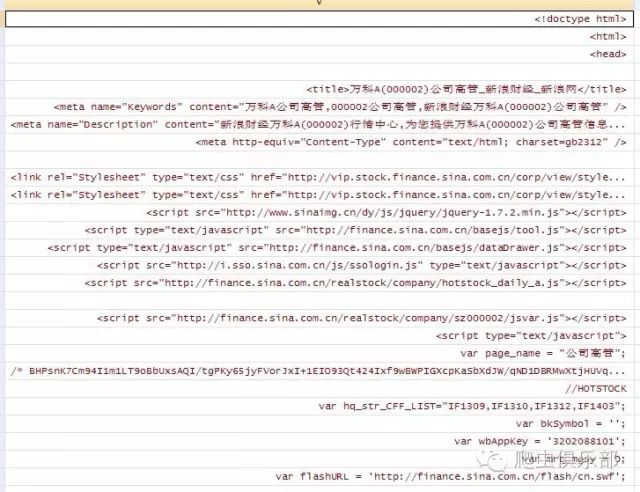 v
<!doctype html>
<html>
<head>
<title>万科A(000002)公司高管_新浪财经_新浪网</title>
<meta name="Keywords" content="万科A公司高管,000002公司高管,新浪财经万科A(000002)公司高管" />
<meta name="Description" content="新浪财经万科A(000002)行情中心,为您提供万科A(000002)公司高管信息...
<meta http-equiv="Content-Type" content="text/html; charset=gb2312" />
<link rel="Stylesheet" type="text/css" href="http://vip.stock.finance.sina.com.cn/corp/view/style...
<link rel="Stylesheet" type="text/css" href="http://vip.stock.finance.sina.com.cn/corp/view/style...
<script src="http://www.sinaimg.cn/dy/js/jquery/jquery-1.7.2.min.js"></script>
<script type="text/javascript" src="http://finance.sina.com.cn/basejs/tool.js"></script>
<script type="text/javascript" src="http://finance.sina.com.cn/basejs/dataDrawer.js"></script>
<script src="http://i.sso.sina.com.cn/js/ssologin.js" type="text/javascript"></script>
<script src="http://finance.sina.com.cn/realstock/company/hotstock_daily_a.js"></script>
<script src="http://finance.sina.com.cn/realstock/company/sz000002/jsvar.js"></script>
<script type="text/javascript">
var page_name = "公司高管";
/* BHPsnK7Cm94I1m1LT9oBbUxsAQI/tgPKy65jyFVorJxI+1EIO93Qt424Ixf9wBWPIGXcpKaSbXdJW/qND1DBRMwXtjHUVq...
//HOTSTOCK
var hq_str_CFF_LIST="IF1309,IF1310,IF1312,IF1403";
var bkSymbol = '';
var wbAppKey = '3202088101';
var 0;
爬虫俱乐部
var flashURL = 'http://finance.sina.com.cn/flash/cn.swf';